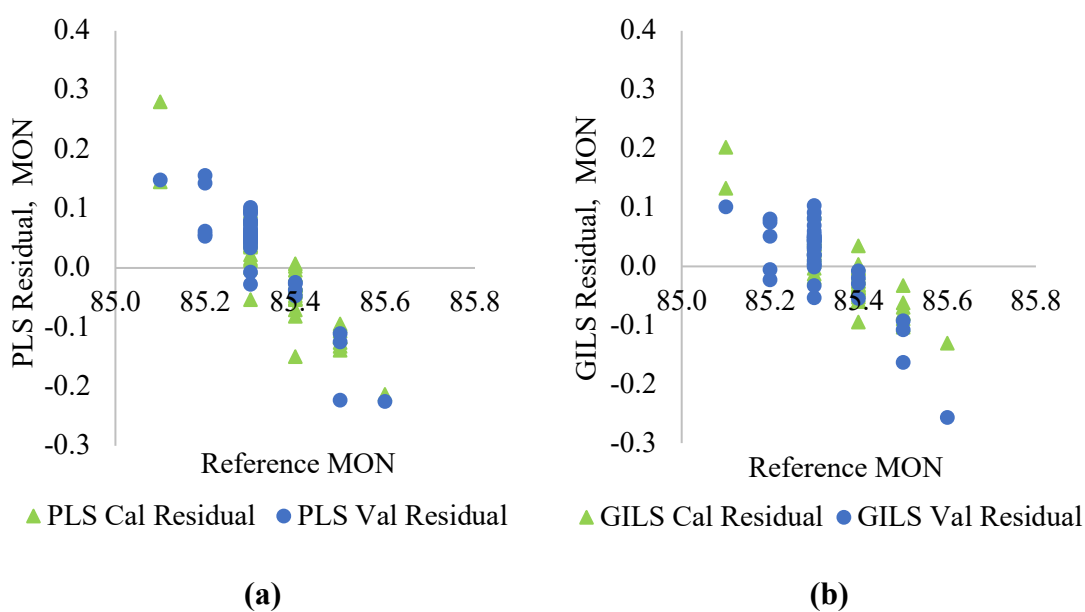 0.4
0.3
0.2
0.1
0.0
-0.1
-0.2
-0.3
85.0 85.2 85.4 85.6 85.8
PLS Residual, MON
Reference MON
PLS Cal Residual PLS Val Residual
(a)
0.4
0.3
0.2
0.1
0.0
-0.1
-0.2
-0.3
85.0 85.2 85.4 85.6 85.8
GILS Residual, MON
Reference MON
GILS Cal Residual GILS Val Residual
(b)